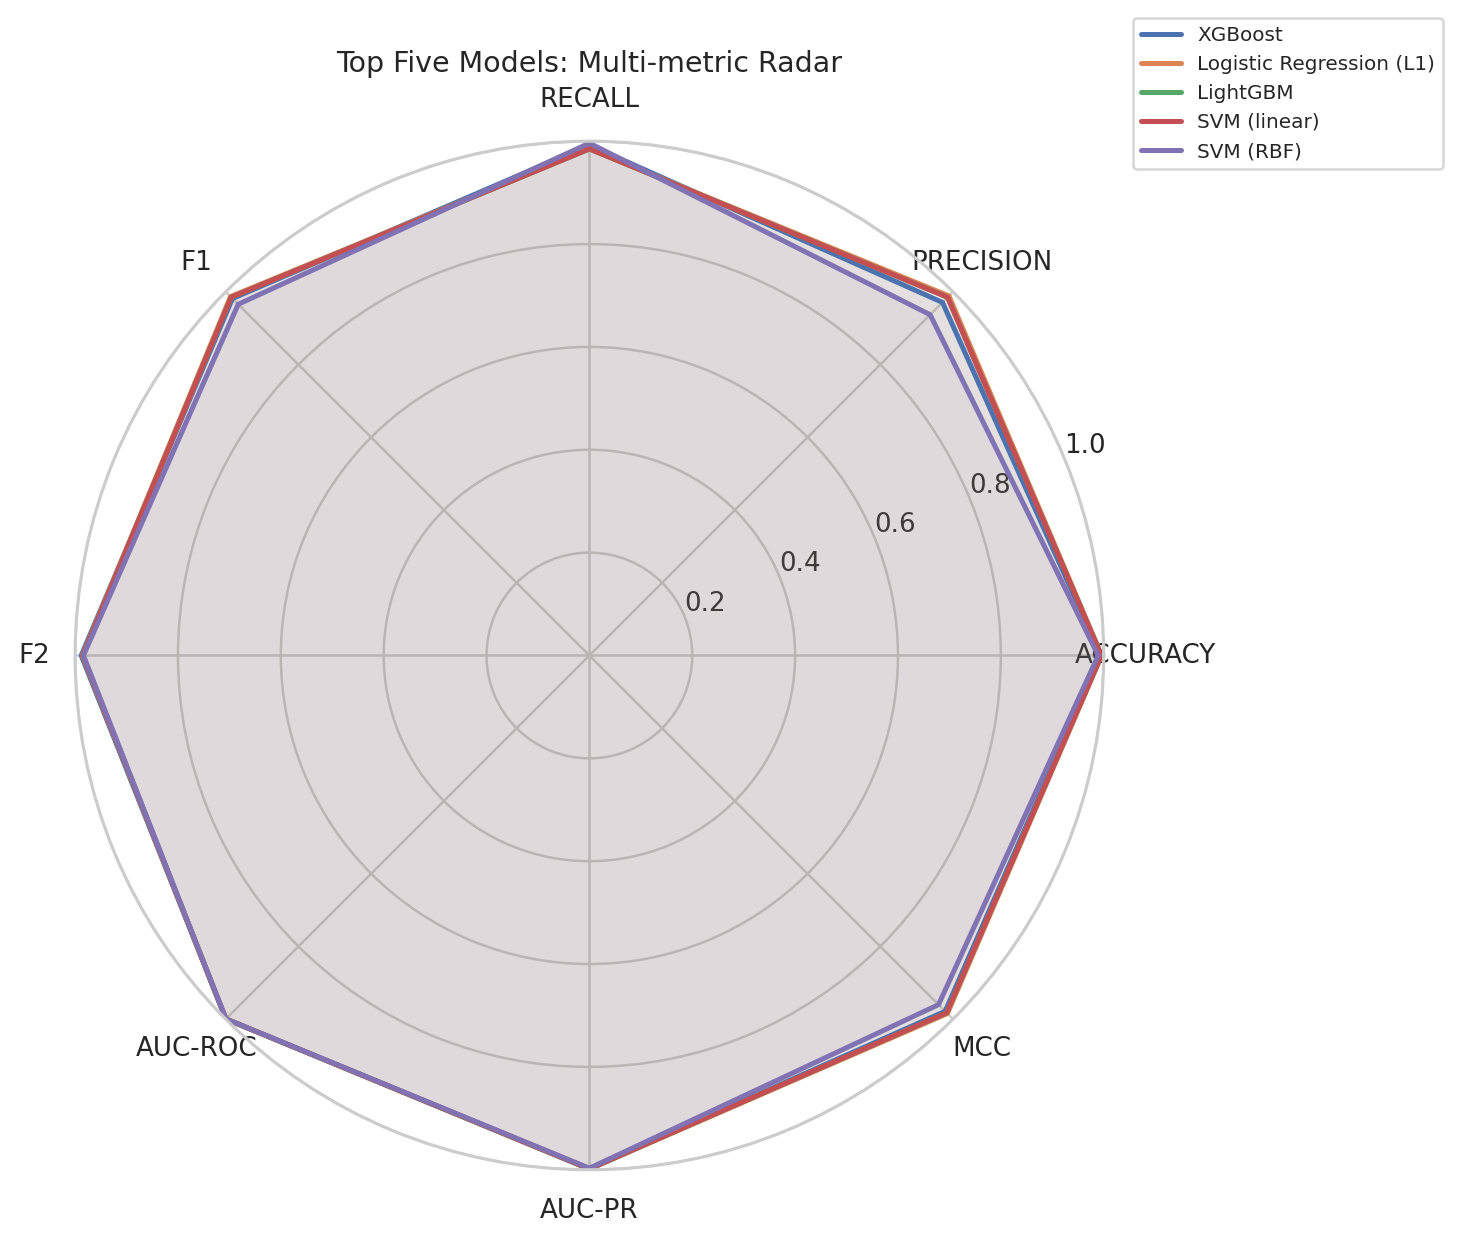 Top Five Models: Multi-metric Radar
XGBoost
Logistic Regression (L1)
LightGBM
SVM (linear)
SVM (RBF)
RECALL
F1
PRECISION
1.0
0.8
0.6
0.4
0.2
F2
ACCURACY
AUC-ROC
MCC
AUC-PR